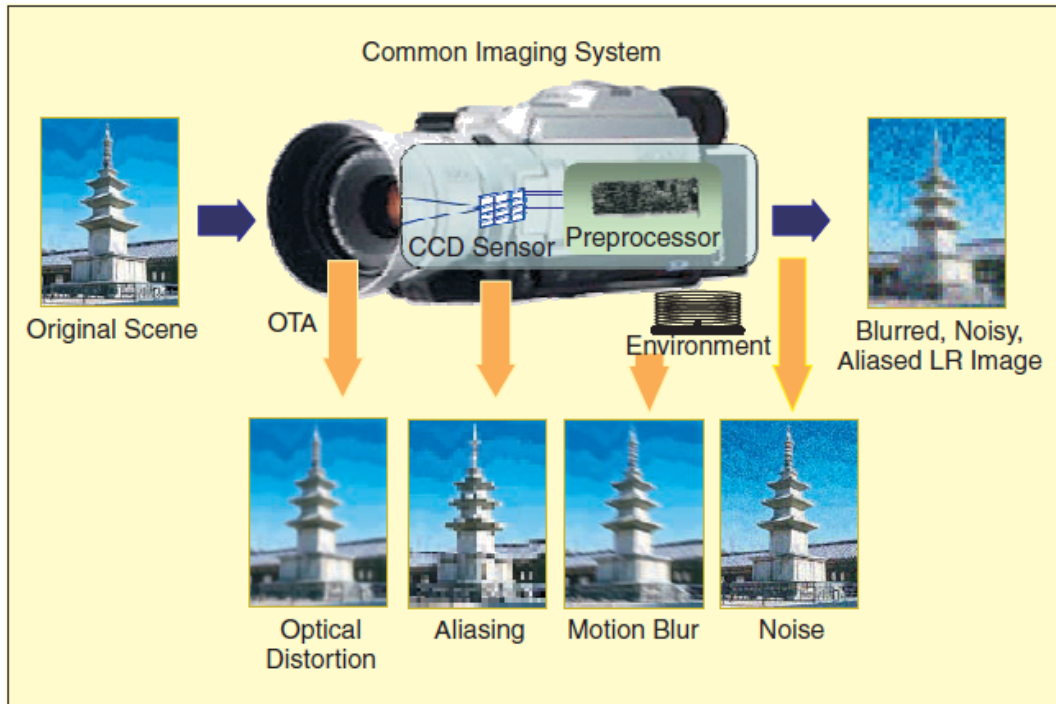 Common Imaging System
CCD Sensor
Preprocessor
Original Scene
OTA
Environment
Blurred, Noisy,
Aliased LR Image
Optical
Distortion
Aliasing
Motion Blur
Noise